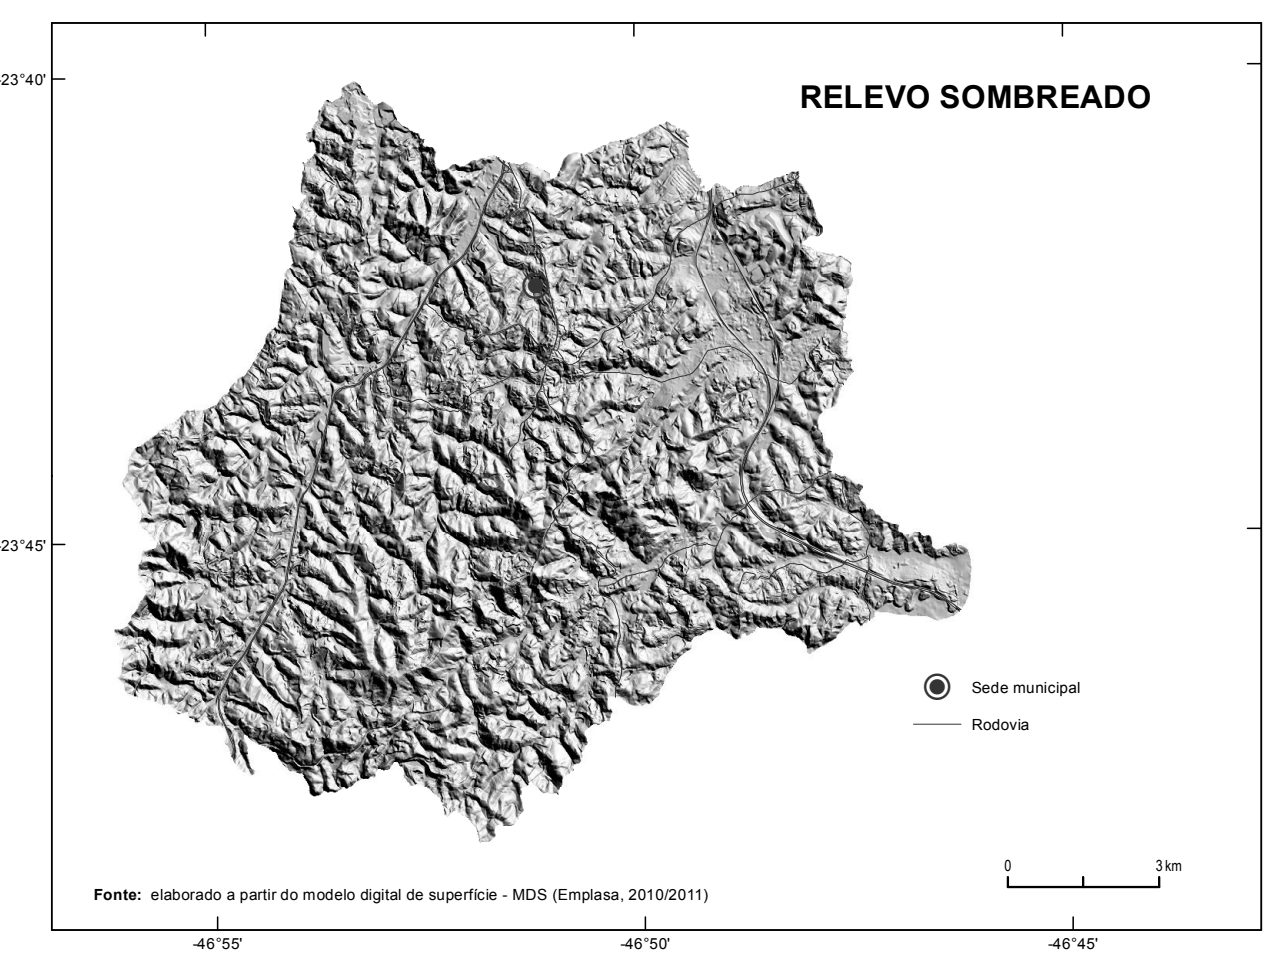 -23°40'
RELEVO SOMBREADO
-23°45'
Sede municipal
Rodovia
0 3 km
Fonte: elaborado a partir do modelo digital de superfície - MDS (Emplasa, 2010/2011)
-46°55' -46°50' -46°45'